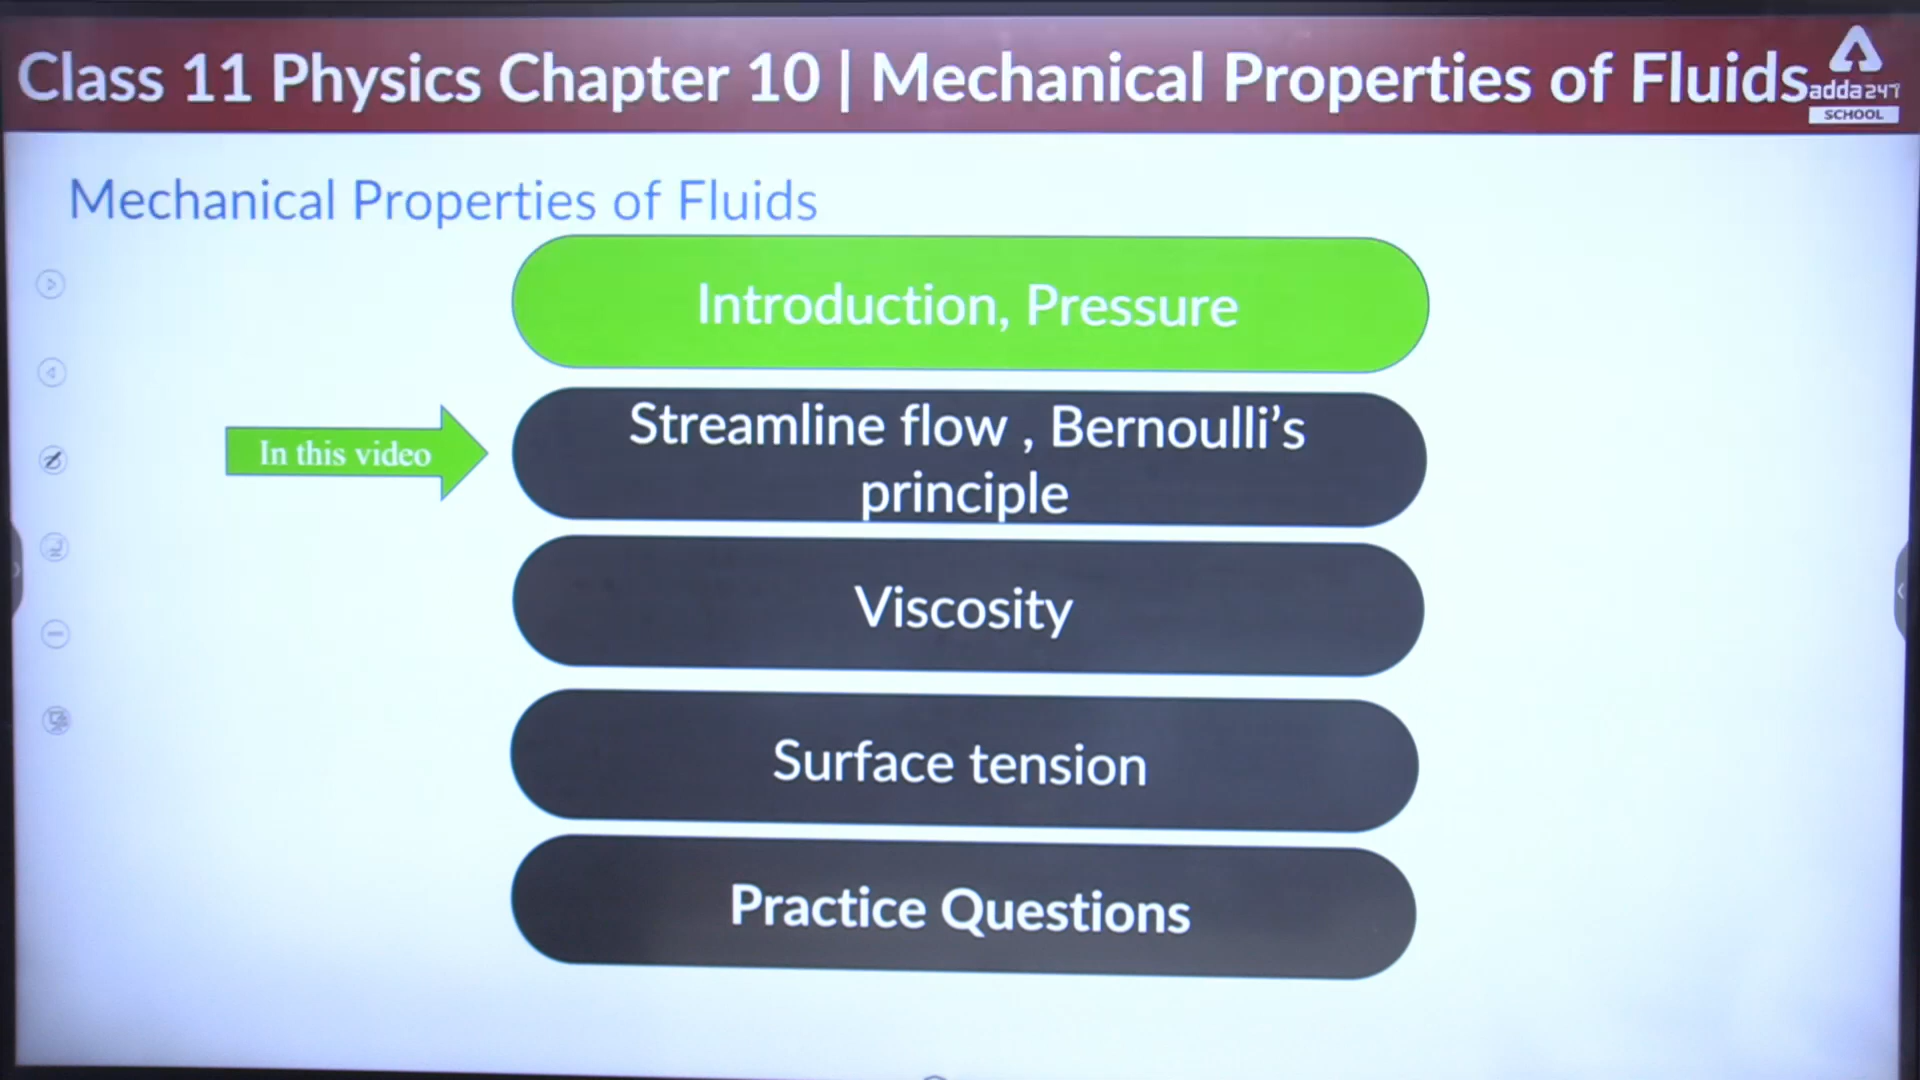 Class 11 Physics Chapter 10 | Mechanical Properties of Fluids
adda247
SCHOOL
Mechanical Properties of Fluids
Introduction, Pressure
In this video
Streamline flow , Bernoulli’s
principle
Viscosity
Surface tension
Practice Questions